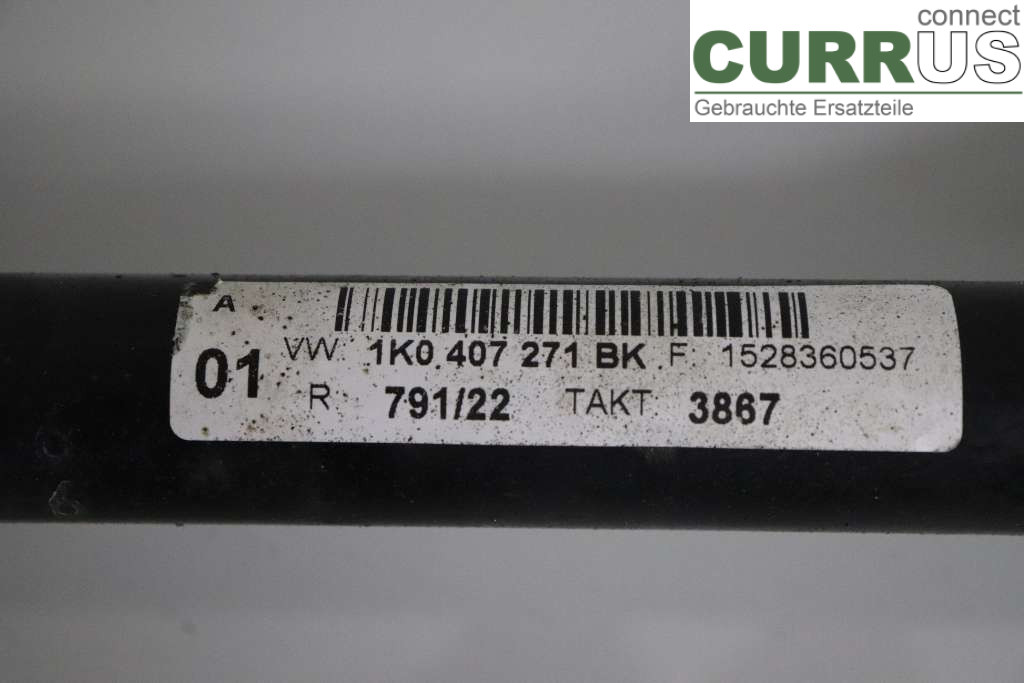 connect
CURRUS
Gebrauchte Ersatzteile
A
01 VW 1K0 407 271 BK F 1528360537
R 791/22 TAKT 3867